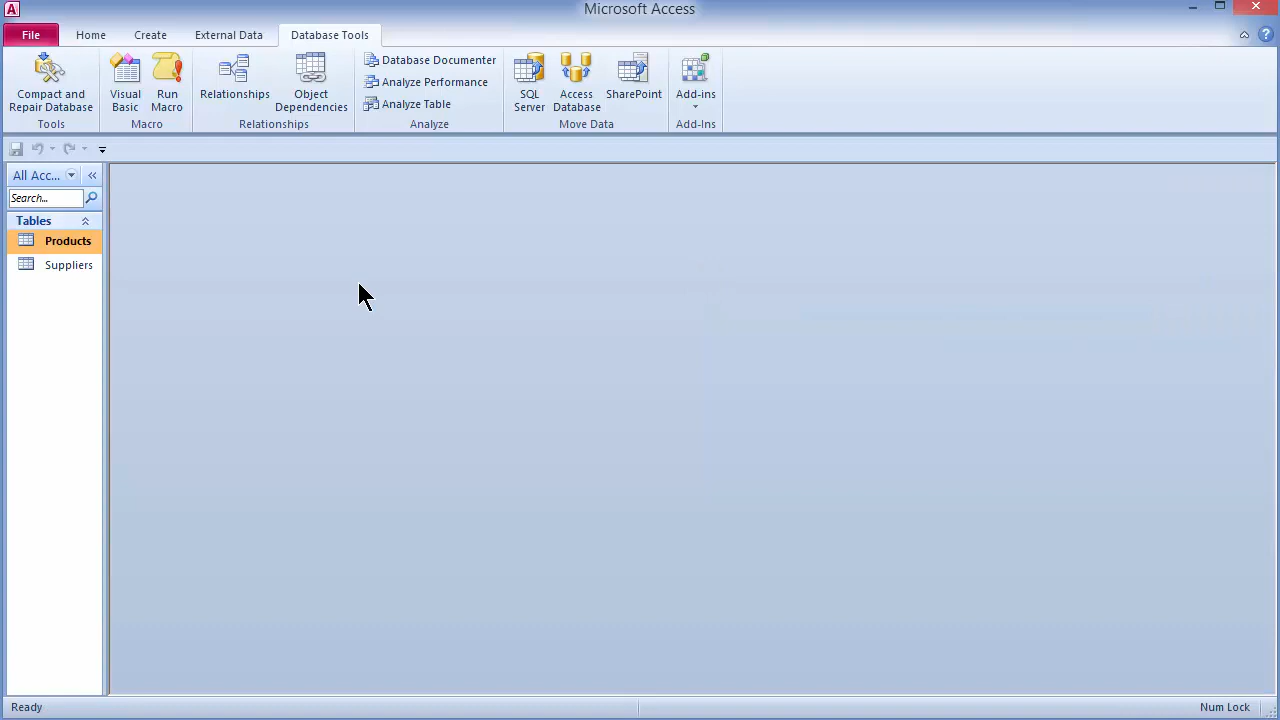 Microsoft Access
File Home Create External Data Database Tools
Compact and Repair Database
Visual Basic
Run Macro
Relationships
Object Dependencies
Database Documenter
Analyze Performance
Analyze Table
SQL Server
Access Database
SharePoint
Add-ins
Tools Macro Relationships Analyze Move Data Add-Ins
All Acc...
Search...
Tables
Products
Suppliers
Ready Num Lock